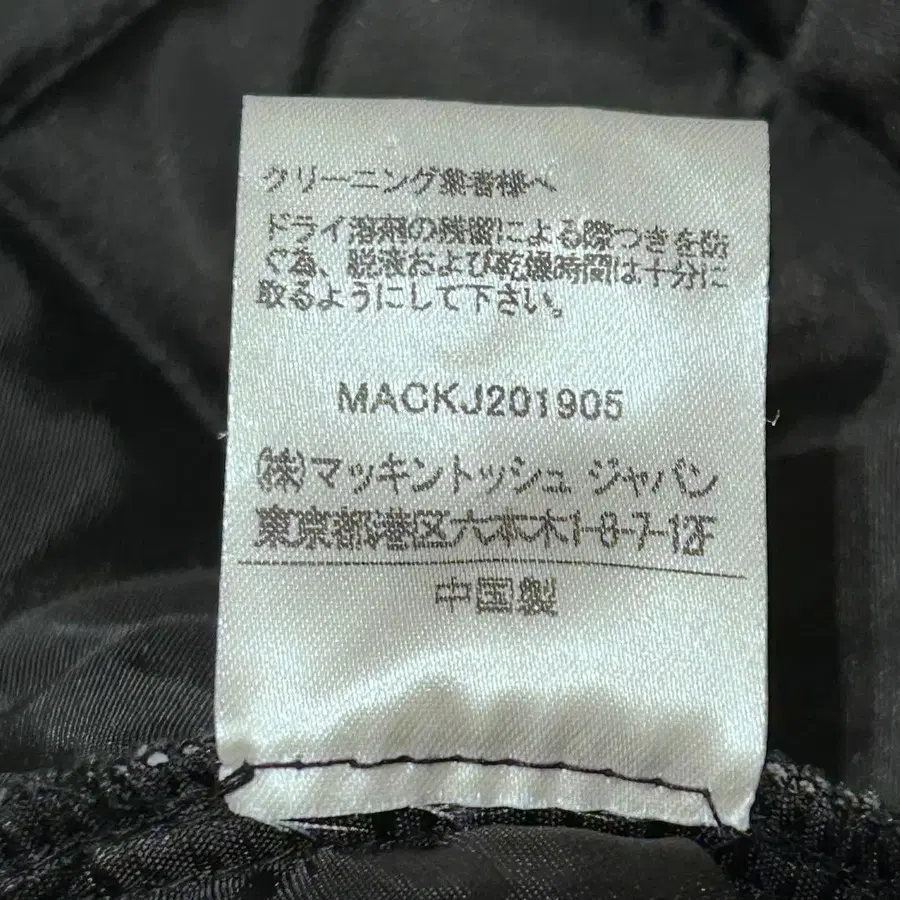 クリーニング業者様へ
ドライ溶剤の残留による際つきを防
ぐ為、脱液および乾燥時間は十分に
取るようにして下さい。
MACKJ201905
(株)マッキントッシュ ジャパン
東京都港区六本木1-8-7-12F
中国製